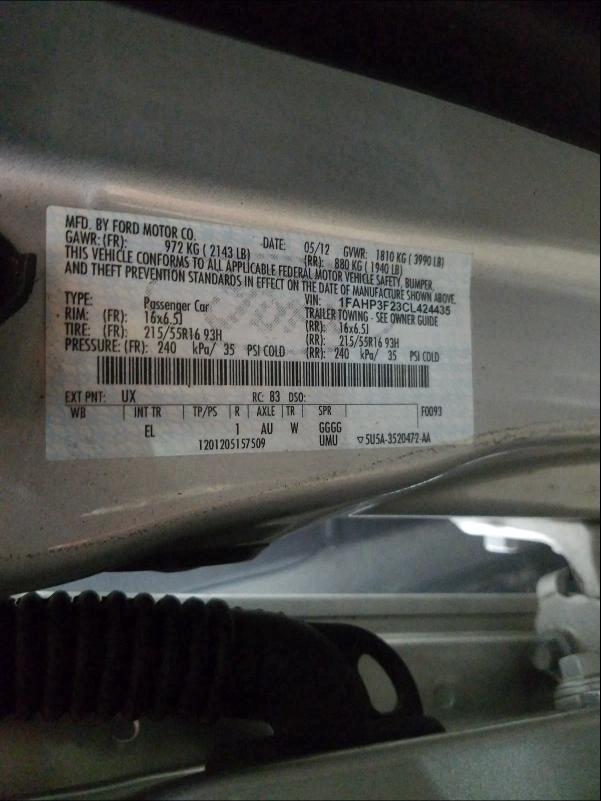 MFD. BY FORD MOTOR CO.
DATE: 05/12 GVWR: 1810 KG ( 3990 LB)
GAWR: (FR): 972 KG ( 2143 LB) (RR): 880 KG ( 1940 LB)
THIS VEHICLE CONFORMS TO ALL APPLICABLE FEDERAL MOTOR VEHICLE SAFETY, BUMPER,
AND THEFT PREVENTION STANDARDS IN EFFECT ON THE DATE OF MANUFACTURE SHOWN ABOVE.
VIN: 1FAHP3F23CL424435
TYPE: Passenger Car TRAILER TOWING - SEE OWNER GUIDE
RIM: (FR): 16x6.5J (RR): 16x6.5J
TIRE: (FR): 215/55R16 93H (RR): 215/55R16 93H
PRESSURE: (FR): 240 kPa/ 35 PSI COLD (RR): 240 kPa/ 35 PSI COLD
EXT PNT: UX RC: 83 DSO:
WB INT TR TP/PS R AXLE TR SPR F0093
EL 1 AU W GGGG
1201205157509 UMU ▽5U5A-3520472-AA